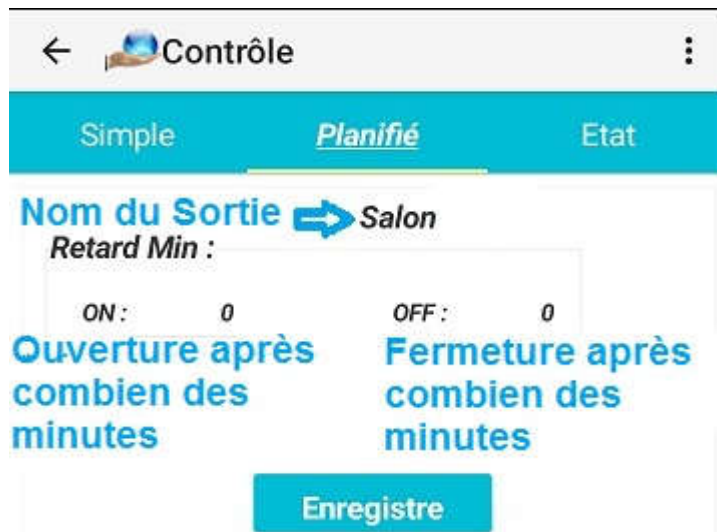 Contrôle
Simple Planifié Etat
Nom du Sortie Salon
Retard Min :
ON : 0 OFF : 0
Ouverture après Fermeture après
combien des combien des
minutes minutes
Enregistre